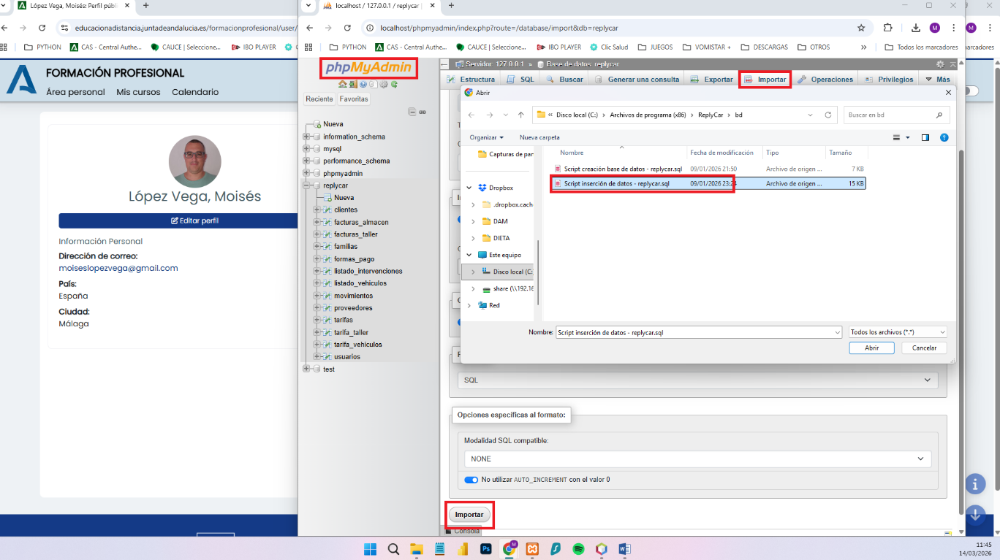 López Vega, Moisés: Perfil públi
localhost / 127.0.0.1 / replycar |
educacionadistancia.juntadeandalucia.es/formacionprofesional/user/
localhost/phpmyadmin/index.php?route=/database/import&db=replycar
PYTHON
CAS - Central Authe...
CAUCE | Seleccione...
IBO PLAYER
PYTHON
CAS - Central Authe...
CAUCE | Seleccione...
IBO PLAYER
Clic Salud
JUEGOS
VOMISTAR +
DESCARGAS
OTROS
»
Todos los marcadores
marcadores
FORMACIÓN PROFESIONAL
Área personal
Mis cursos
Calendario
López Vega, Moisés
Editar perfil
Información Personal
Dirección de correo:
moiseslopezvega@gmail.com
País:
España
Ciudad:
Málaga
phpMyAdmin
Reciente
Favoritas
Nueva
information_schema
mysql
performance_schema
phpmyadmin
replycar
Nueva
clientes
facturas_almacen
facturas_taller
familias
formas_pago
listado_intervenciones
listado_vehiculos
movimientos
proveedores
tarifas
tarifa_taller
tarifa_vehiculos
usuarios
test
Servidor: 127.0.0.1 » Base de datos: replycar
Estructura
SQL
Buscar
Generar una consulta
Exportar
Importar
Operaciones
Privilegios
Más
Abrir
« Disco local (C:) > Archivos de programa (x86) > ReplyCar > bd
Buscar en bd
Organizar
Nueva carpeta
Capturas de par
Dropbox
.dropbox.cach
DAM
DIETA
Este equipo
Disco local (C:
share (\\192.16
Red
Nombre
Fecha de modificación
Tipo
Tamaño
Script creación base de datos - replycar.sql
09/01/2026 21:50
Archivo de origen ...
7 KB
Script inserción de datos - replycar.sql
09/01/2026 23:24
Archivo de origen ...
15 KB
Nombre:
Script inserción de datos - replycar.sql
Todos los archivos (*.*)
Abrir
Cancelar
SQL
Opciones específicas al formato:
Modalidad SQL compatible:
NONE
No utilizar AUTO_INCREMENT con el valor 0
Importar
Consola
11:45
14/03/2026